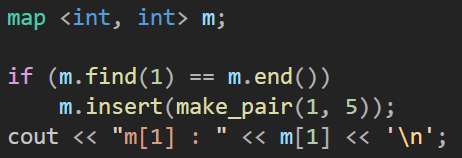 map <int, int> m;
if (m.find(1) == m.end())
    m.insert(make_pair(1, 5));
cout << "m[1] : " << m[1] << '\n';